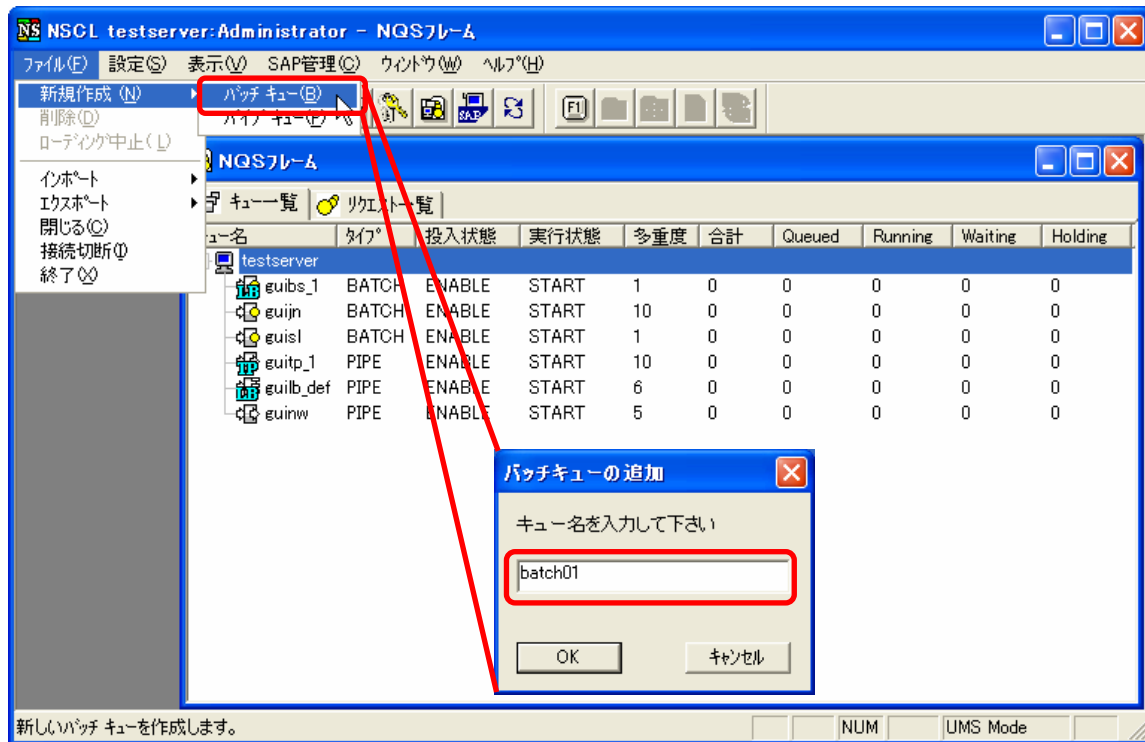 NSCL testserver:Administrator - NQSﾌﾚｰﾑ
ﾌｧｲﾙ(F) 設定(S) 表示(V) SAP管理(C) ｳｨﾝﾄﾞｳ(W) ﾍﾙﾌﾟ(H)
新規作成 (N)
削除(D)
ﾛｰﾃﾞｨﾝｸﾞ中止(L)
ｲﾝﾎﾟｰﾄ
ｴｸｽﾎﾟｰﾄ
閉じる(C)
接続切断(I)
終了(X)
ﾊﾞｯﾁ ｷｭｰ(B)
ﾊﾟｲﾌﾟ ｷｭｰ(P)
NQSﾌﾚｰﾑ
ｷｭｰ一覧 ﾘｸｴｽﾄ一覧
ｭｰ名 ﾀｲﾌﾟ 投入状態 実行状態 多重度 合計 Queued Running Waiting Holding
testserver
guibs_1 BATCH ENABLE START 1 0 0 0 0 0
guijn BATCH ENABLE START 10 0 0 0 0 0
guisl BATCH ENABLE START 1 0 0 0 0 0
guitp_1 PIPE ENABLE START 10 0 0 0 0 0
guilb_def PIPE ENABLE START 6 0 0 0 0 0
guinw PIPE ENABLE START 5 0 0 0 0 0
バッチキューの追加
キュー名を入力して下さい
batch01
OK ｷｬﾝｾﾙ
新しいﾊﾞｯﾁ ｷｭｰを作成します。 NUM UMS Mode